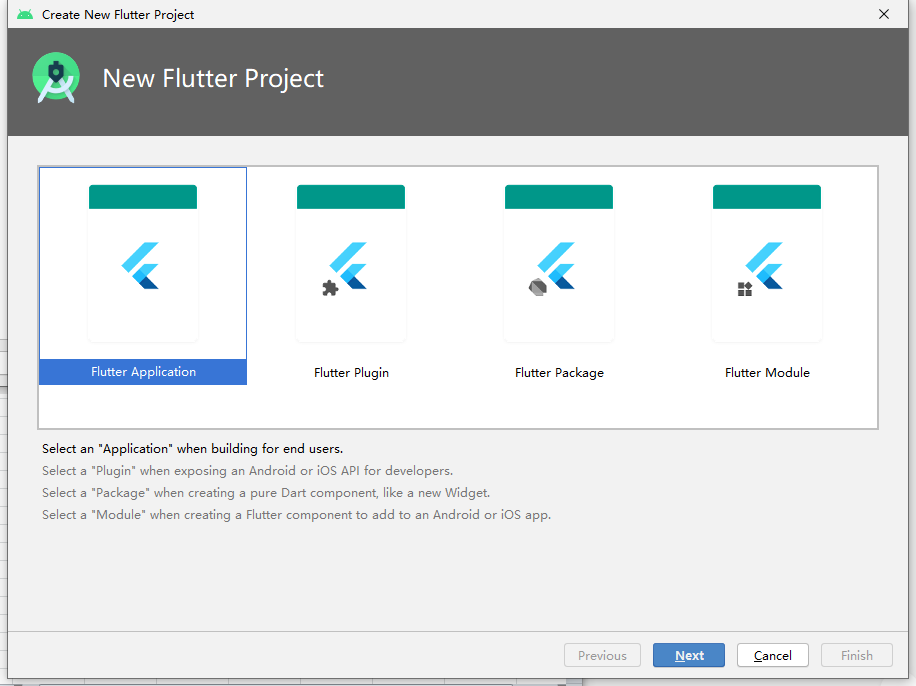 Create New Flutter Project
New Flutter Project
Flutter Application
Flutter Plugin
Flutter Package
Flutter Module
Select an "Application" when building for end users.
Select a "Plugin" when exposing an Android or iOS API for developers.
Select a "Package" when creating a pure Dart component, like a new Widget.
Select a "Module" when creating a Flutter component to add to an Android or iOS app.
Previous
Next
Cancel
Finish